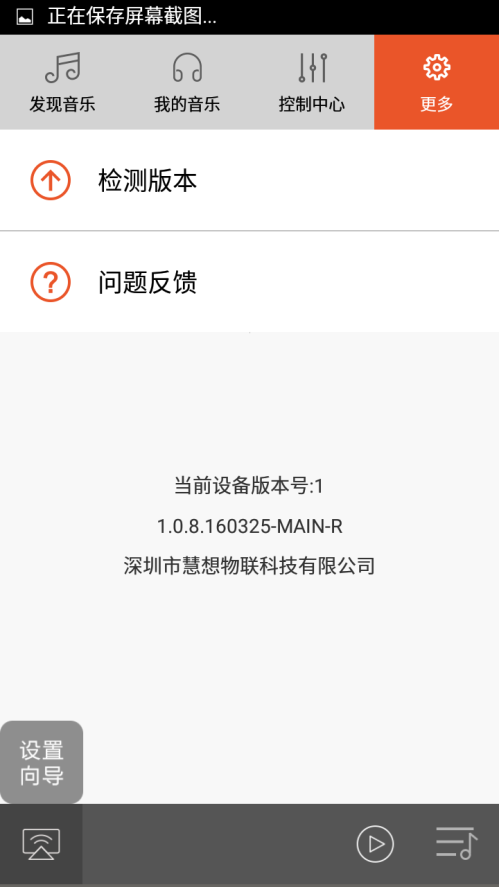 正在保存屏幕截图...
发现音乐 我的音乐 控制中心 更多
检测版本
问题反馈
当前设备版本号:1
1.0.8.160325-MAIN-R
深圳市慧想物联科技有限公司
设置
向导